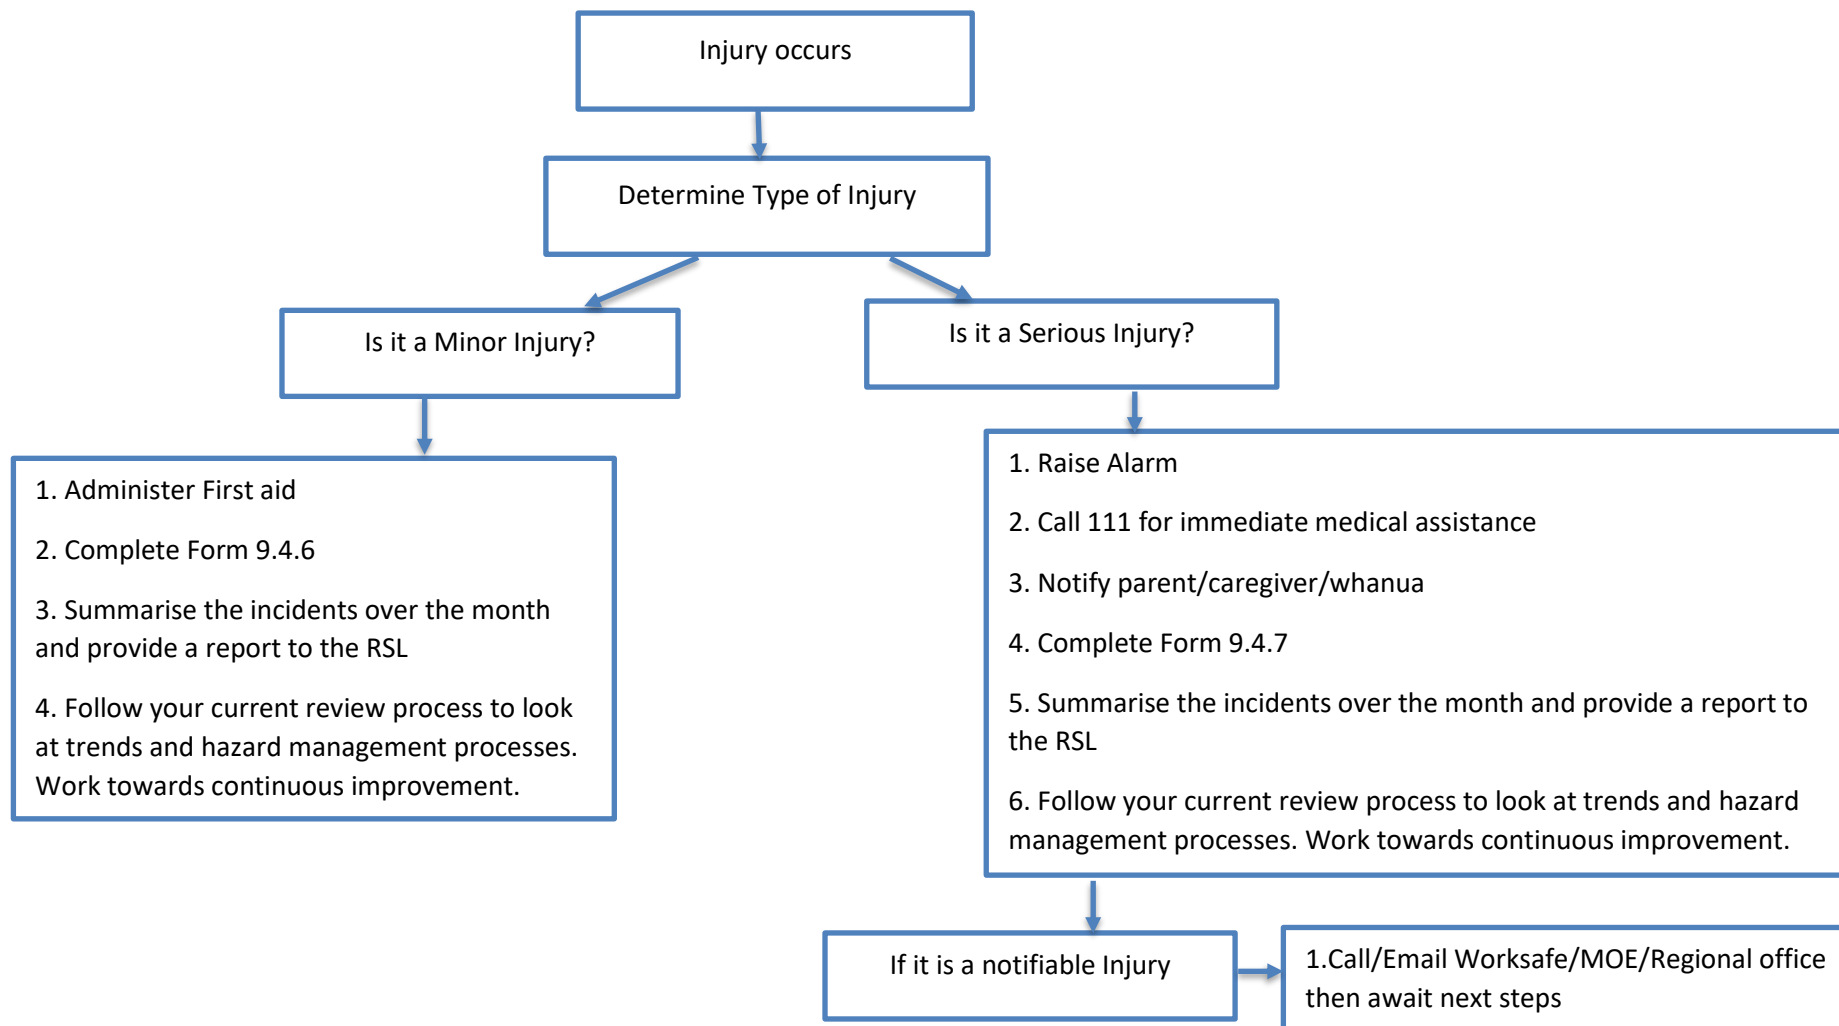 Injury occurs
Determine Type of Injury
Is it a Minor Injury?
Is it a Serious Injury?
1. Administer First aid
2. Complete Form 9.4.6
3. Summarise the incidents over the month
and provide a report to the RSL
4. Follow your current review process to look
at trends and hazard management processes.
Work towards continuous improvement.
1. Raise Alarm
2. Call 111 for immediate medical assistance
3. Notify parent/caregiver/whanua
4. Complete Form 9.4.7
5. Summarise the incidents over the month and provide a report to
the RSL
6. Follow your current review process to look at trends and hazard
management processes. Work towards continuous improvement.
If it is a notifiable Injury
1.Call/Email Worksafe/MOE/Regional office
then await next steps